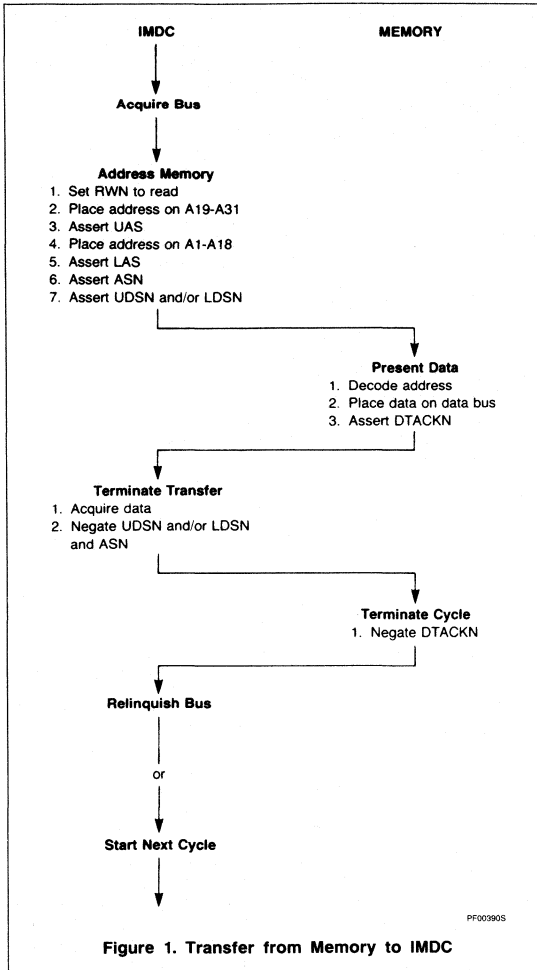 IMDC
MEMORY
Acquire Bus
Address Memory
1. Set RWN to read
2. Place address on A19-A31
3. Assert UAS
4. Place address on A1-A18
5. Assert LAS
6. Assert ASN
7. Assert UDSN and/or LDSN
Present Data
1. Decode address
2. Place data on data bus
3. Assert DTACKN
Terminate Transfer
1. Acquire data
2. Negate UDSN and/or LDSN
and ASN
Terminate Cycle
1. Negate DTACKN
Relinquish Bus
or
Start Next Cycle
PF00390S
Figure 1. Transfer from Memory to IMDC